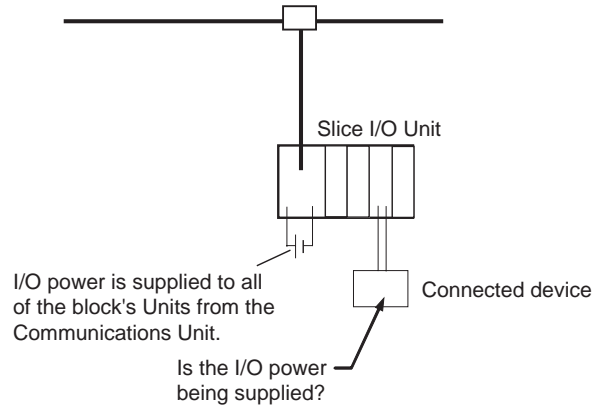 Slice I/O Unit
I/O power is supplied to all
of the block's Units from the
Communications Unit.
Connected device
Is the I/O power
being supplied?